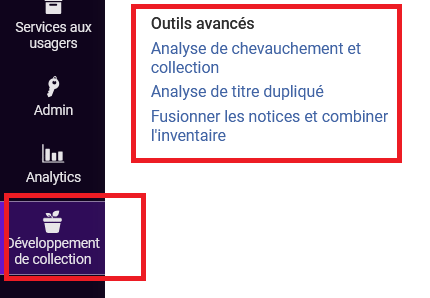 Services aux
usagers
Admin
Analytics
Développement
de collection
Outils avancés
Analyse de chevauchement et
collection
Analyse de titre dupliqué
Fusionner les notices et combiner
l'inventaire